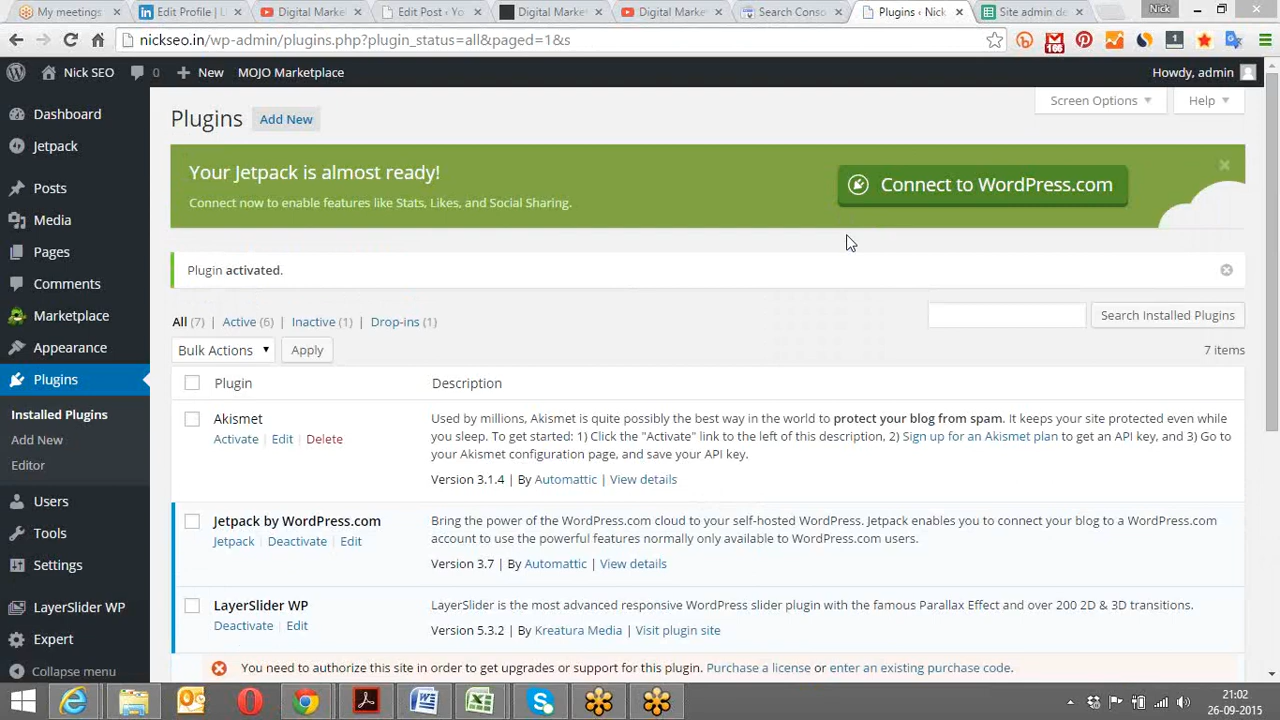 My meetings
Edit Profile | L
Digital Market
Edit Post ‹ Yo
Digital Market
Digital Market
Search Conso
Plugins ‹ Nick
Site admin de
Nick
nickseo.in/wp-admin/plugins.php?plugin_status=all&paged=1&s
166
1
Nick SEO
0
New
MOJO Marketplace
Howdy, admin
Dashboard
Jetpack
Posts
Media
Pages
Comments
Marketplace
Appearance
Plugins
Installed Plugins
Add New
Editor
Users
Tools
Settings
LayerSlider WP
Expert
Collapse menu
Screen Options
Help
Plugins
Add New
Your Jetpack is almost ready!
Connect now to enable features like Stats, Likes, and Social Sharing.
Connect to WordPress.com
Plugin activated.
All (7) | Active (6) | Inactive (1) | Drop-ins (1)
Search Installed Plugins
Bulk Actions
Apply
7 items
Plugin
Description
Akismet
Activate | Edit | Delete
Used by millions, Akismet is quite possibly the best way in the world to protect your blog from spam. It keeps your site protected even while
you sleep. To get started: 1) Click the "Activate" link to the left of this description, 2) Sign up for an Akismet plan to get an API key, and 3) Go to
your Akismet configuration page, and save your API key.
Version 3.1.4 | By Automattic | View details
Jetpack by WordPress.com
Jetpack | Deactivate | Edit
Bring the power of the WordPress.com cloud to your self-hosted WordPress. Jetpack enables you to connect your blog to a WordPress.com
account to use the powerful features normally only available to WordPress.com users.
Version 3.7 | By Automattic | View details
LayerSlider WP
Deactivate | Edit
LayerSlider is the most advanced responsive WordPress slider plugin with the famous Parallax Effect and over 200 2D & 3D transitions.
Version 5.3.2 | By Kreatura Media | Visit plugin site
You need to authorize this site in order to get upgrades or support for this plugin. Purchase a license or enter an existing purchase code.
21:02
26-09-2015